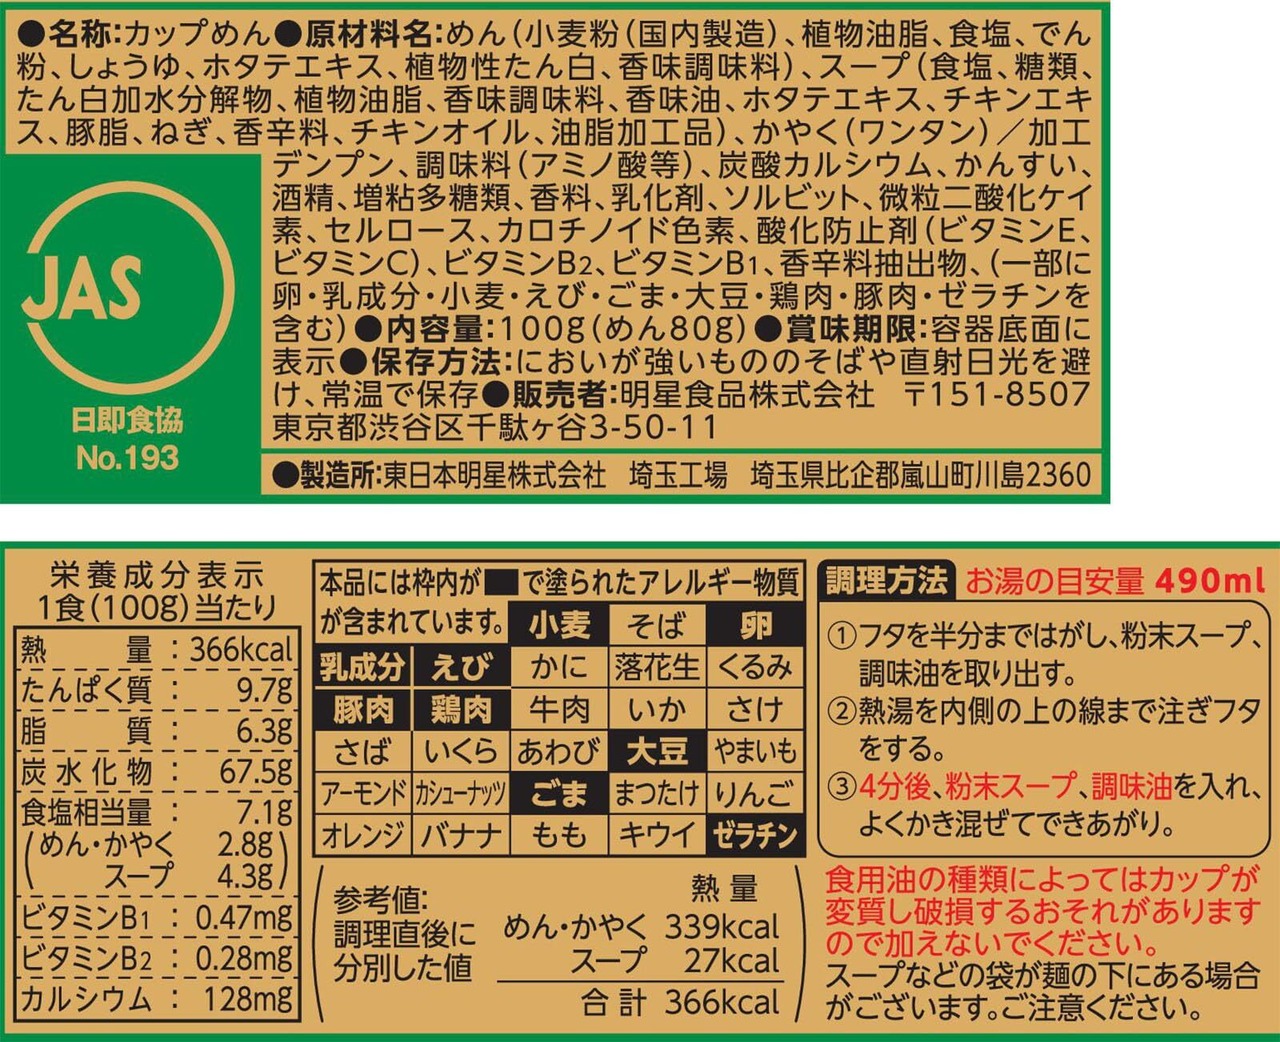 ●名称:カップめん●原材料名:めん(小麦粉(国内製造)、植物油脂、食塩、でん
粉、しょうゆ、ホタテエキス、植物性たん白、香味調味料)、スープ(食塩、糖類、
たん白加水分解物、植物油脂、香味調味料、香味油、ホタテエキス、チキンエキ
ス、豚脂、ねぎ、香辛料、チキンオイル、油脂加工品)、かやく(ワンタン)/加工
デンプン、調味料(アミノ酸等)、炭酸カルシウム、かんすい、
酒精、増粘多糖類、香料、乳化剤、ソルビット、微粒二酸化ケイ
素、セルロース、カロチノイド色素、酸化防止剤(ビタミンE、
ビタミンC)、ビタミンB2、ビタミンB1、香辛料抽出物、(一部に
卵・乳成分・小麦・えび・ごま・大豆・鶏肉・豚肉・ゼラチンを
含む)●内容量:100g(めん80g)●賞味期限:容器底面に
表示●保存方法:においが強いもののそばや直射日光を避
け、常温で保存●販売者:明星食品株式会社 〒151-8507
東京都渋谷区千駄ヶ谷3-50-11
JAS
日即食協
No.193
●製造所:東日本明星株式会社 埼玉工場 埼玉県比企郡嵐山町川島2360
栄養成分表示
1食(100g)当たり
熱量:366kcal
たんぱく質:9.7g
脂質:6.3g
炭水化物:67.5g
食塩相当量:7.1g
(めん・かやく 2.8g
スープ 4.3g)
ビタミンB1:0.47mg
ビタミンB2:0.28mg
カルシウム:128mg
本品には枠内が■で塗られたアレルギー物質
が含まれています。 小麦 そば 卵
乳成分 えび かに 落花生 くるみ
豚肉 鶏肉 牛肉 いか さけ
さば いくら あわび 大豆 やまいも
アーモンド カシューナッツ ごま まつたけ りんご
オレンジ バナナ もも キウイ ゼラチン
参考値:
調理直後に
分別した値
熱量
めん・かやく 339kcal
スープ 27kcal
合計 366kcal
調理方法 お湯の目安量 490ml
①フタを半分まではがし、粉末スープ、
調味油を取り出す。
②熱湯を内側の上の線まで注ぎフタ
をする。
③4分後、粉末スープ、調味油を入れ、
よくかき混ぜてできあがり。
食用油の種類によってはカップが
変質し破損するおそれがあります
ので加えないでください。
スープなどの袋が麺の下にある場合
がございます。ご注意ください。